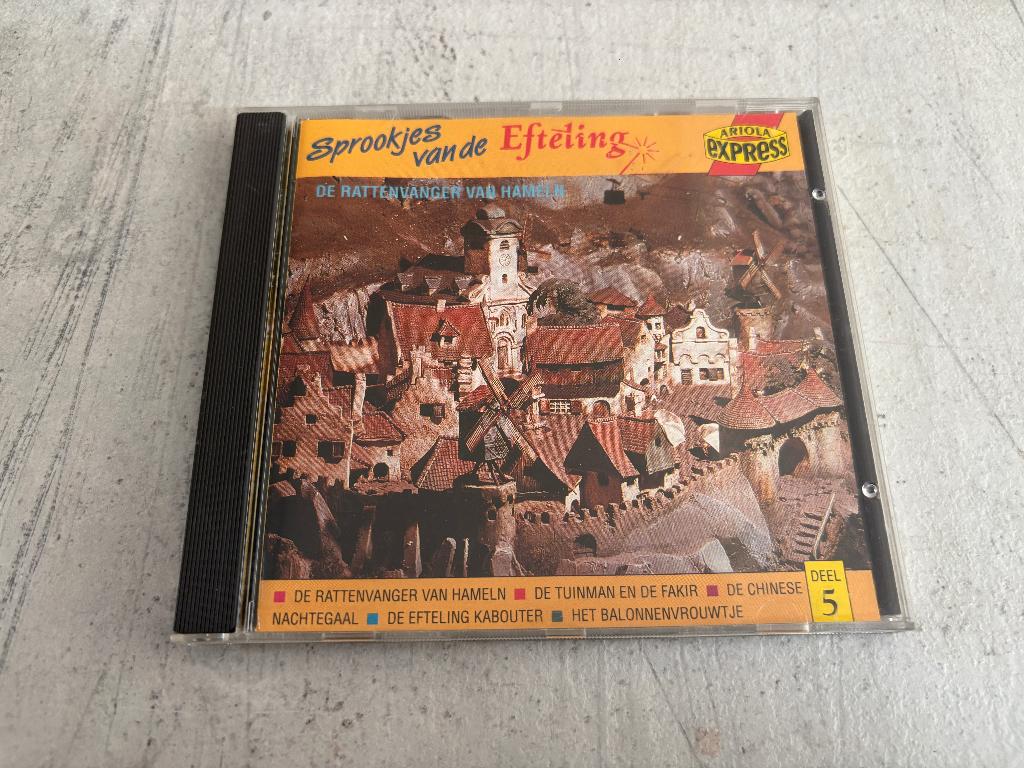 Sprookjes van de Efteling
ARIOLA
EXPRESS
DE RATTENVANGER VAN HAMELN
DE RATTENVANGER VAN HAMELN ■ DE TUINMAN EN DE FAKIR ■ DE CHINESE
NACHTEGAAL ■ DE EFTELING KABOUTER ■ HET BALONNENVROUWTJE
DEEL
5